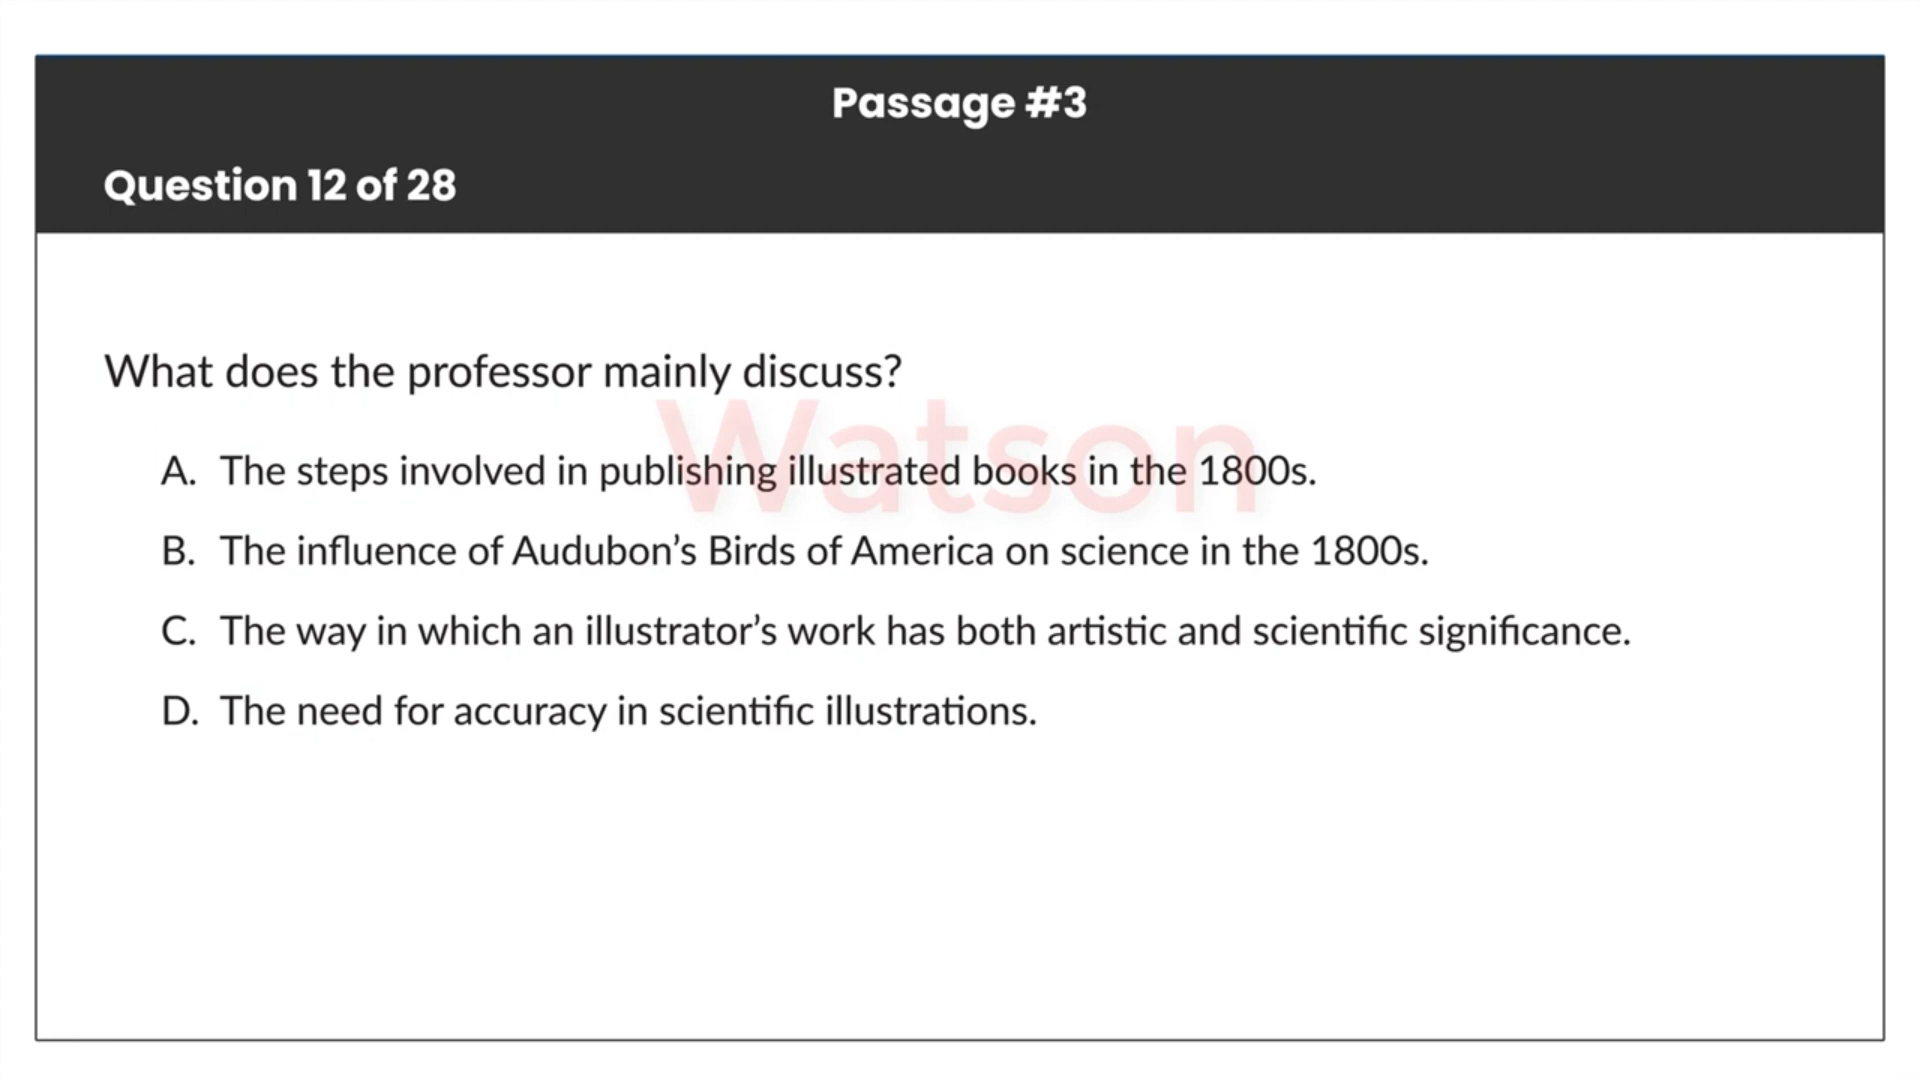 Passage #3
Question 12 of 28
What does the professor mainly discuss?
Watson
A. The steps involved in publishing illustrated books in the 1800s.
B. The influence of Audubon’s Birds of America on science in the 1800s.
C. The way in which an illustrator’s work has both artistic and scientific significance.
D. The need for accuracy in scientific illustrations.